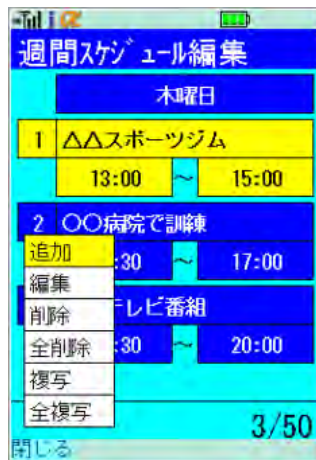 週間スケジュール編集
木曜日
1 △△スポーツジム
13:00 ~ 15:00
2 ○○病院で訓練
:30 ~ 17:00
テレビ番組
:30 ~ 20:00
追加
編集
削除
全削除
複写
全複写
3/50
閉じる